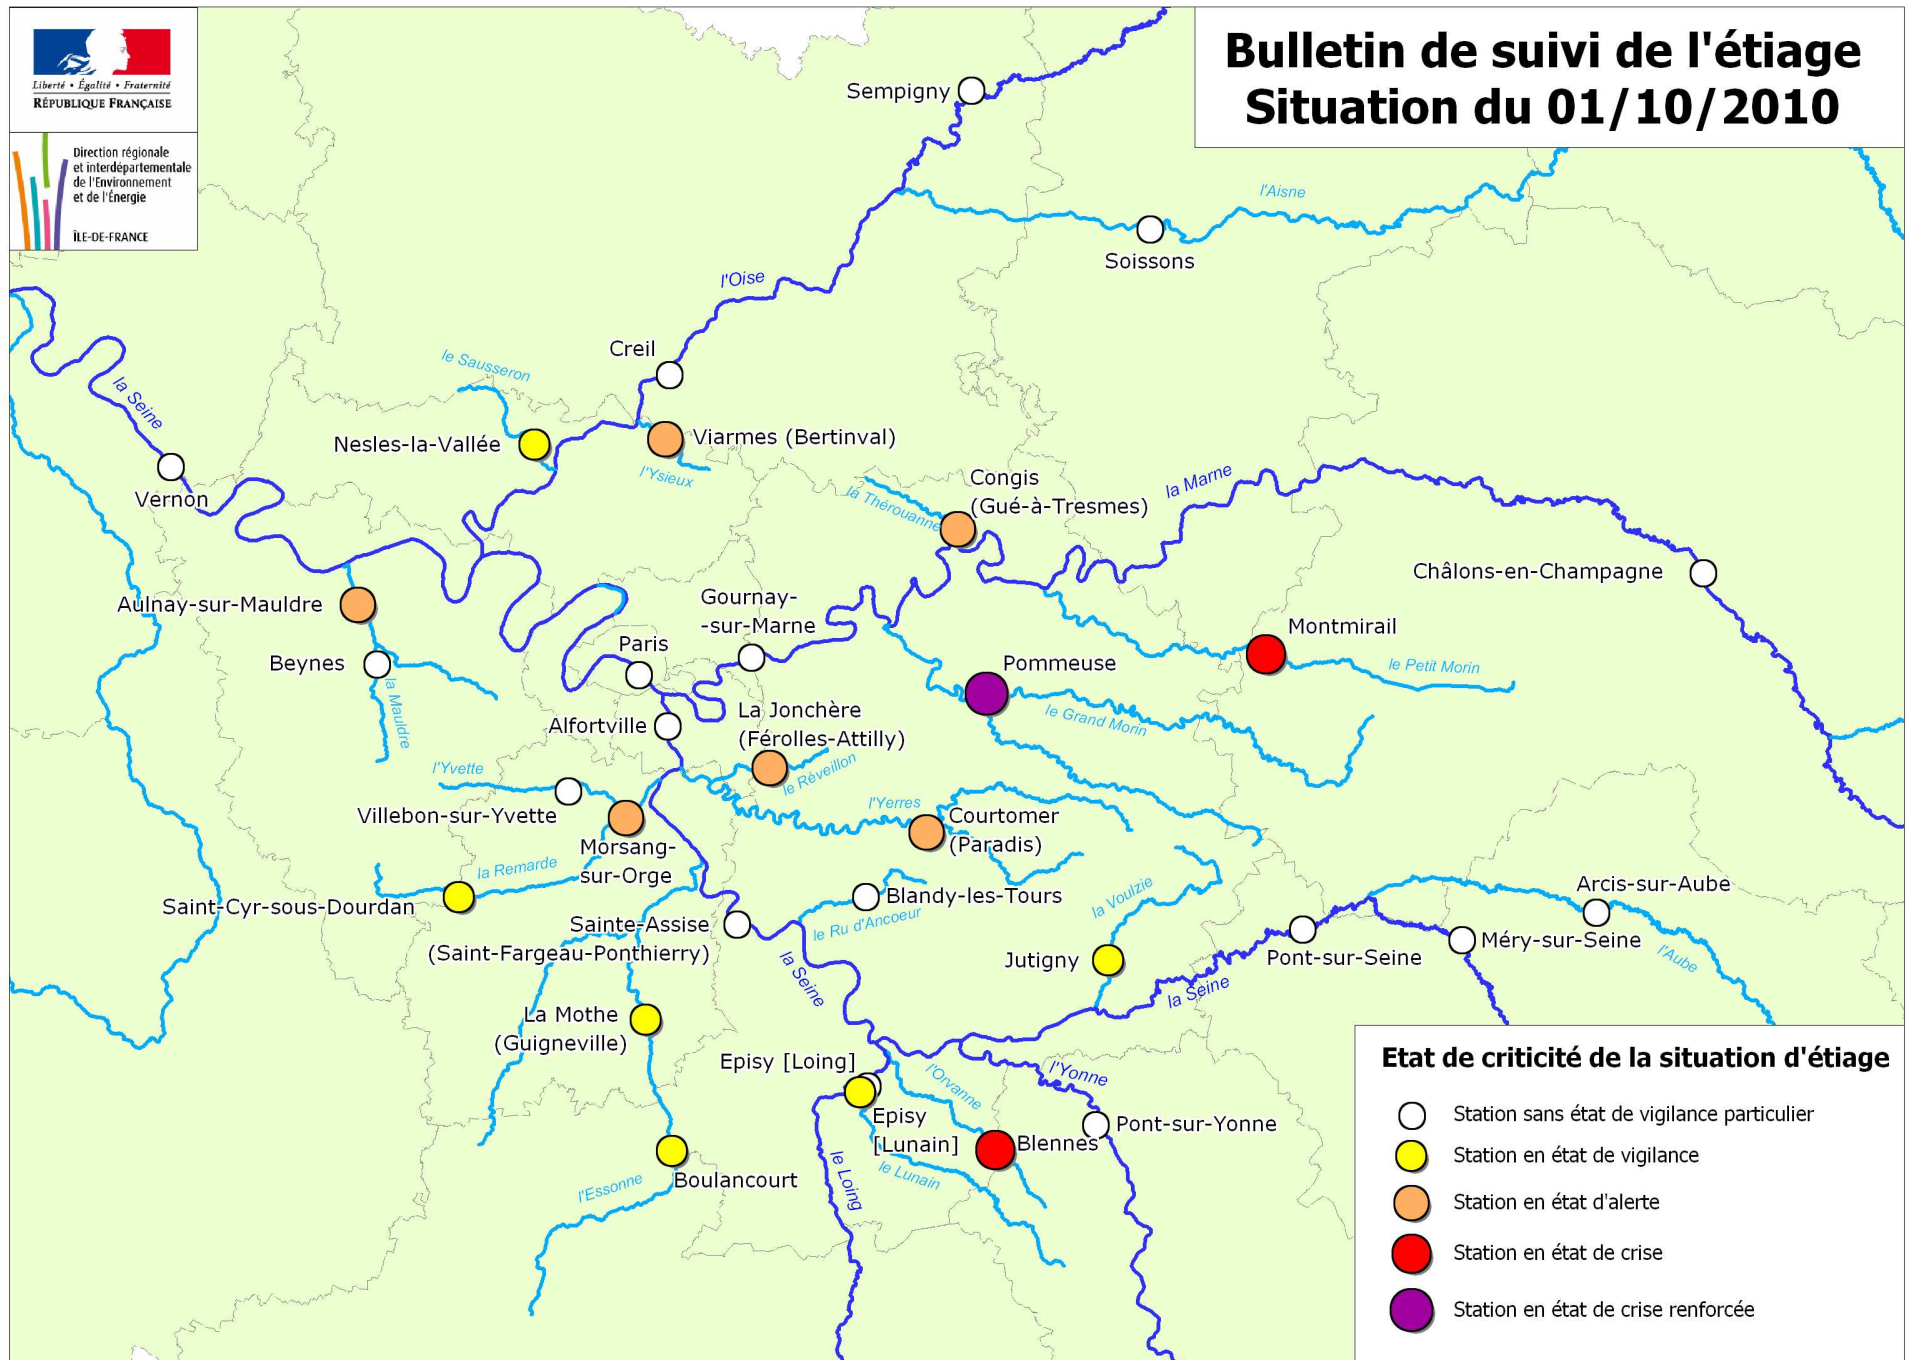 Liberté • Égalité • Fraternité
RÉPUBLIQUE FRANÇAISE
Direction régionale
et interdépartementale
de l'Environnement
et de l'Énergie
ÎLE-DE-FRANCE
Bulletin de suivi de l'étiage
Situation du 01/10/2010
Sempigny
l'Aisne
Soissons
l'Oise
Creil
le Sausseron
la Seine
Nesles-la-Vallée
Viarmes (Bertinval)
l'Ysieux
Vernon
Congis
(Gué-à-Tresmes)
la Thérouanne
la Marne
Châlons-en-Champagne
Aulnay-sur-Mauldre
Gournay-
-sur-Marne
Beynes
la Mauldre
Paris
Montmirail
le Petit Morin
Pommeuse
le Grand Morin
Alfortville
La Jonchère
(Férolles-Attilly)
le Réveillon
l'Yvette
Villebon-sur-Yvette
l'Yerres
Courtomer
(Paradis)
Morsang-
sur-Orge
la Remarde
Saint-Cyr-sous-Dourdan
Blandy-les-Tours
le Ru d'Ancoeur
la Voulzie
Arcis-sur-Aube
l'Aube
Sainte-Assise
(Saint-Fargeau-Ponthierry)
la Seine
Jutigny
la Seine
Pont-sur-Seine
Méry-sur-Seine
La Mothe
(Guigneville)
Episy [Loing]
Episy
[Lunain]
l'Orvanne
l'Yonne
Pont-sur-Yonne
Blennes
le Lunain
le Loing
Boulancourt
l'Essonne
Etat de criticité de la situation d'étiage
Station sans état de vigilance particulier
Station en état de vigilance
Station en état d'alerte
Station en état de crise
Station en état de crise renforcée